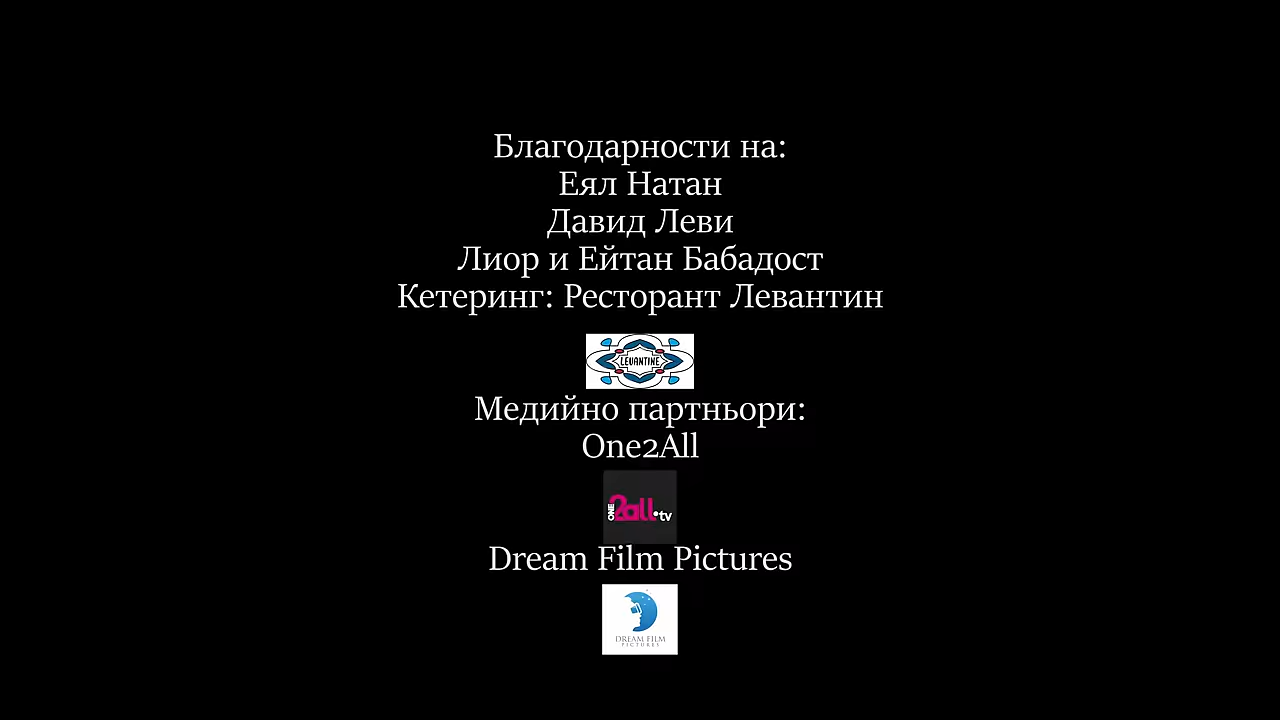 Благодарности на:
Еял Натан
Давид Леви
Лиор и Ейтан Бабадост
Кетеринг: Ресторант Левантин
LEVANTINE
Медийно партньори:
One2All
ONE 2all.tv
Dream Film Pictures
DREAM FILM
PICTURES